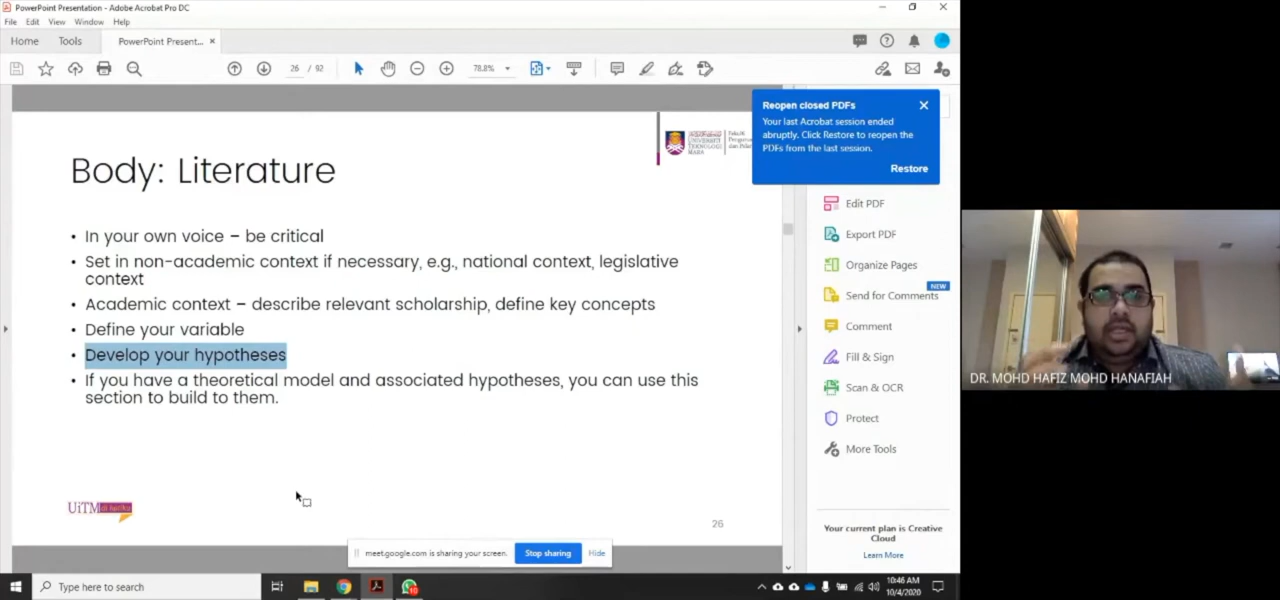 PowerPoint Presentation - Adobe Acrobat Pro DC
File Edit View Window Help
Home Tools PowerPoint Present... ×
26 / 92 78.8%
Reopen closed PDFs
Your last Acrobat session ended
abruptly. Click Restore to reopen the
PDFs from the last session.
Restore
UNIVERSITI
TEKNOLOGI
MARA
Fakulti
Body: Literature
• In your own voice – be critical
• Set in non-academic context if necessary, e.g., national context, legislative
context
• Academic context – describe relevant scholarship, define key concepts
• Define your variable
• Develop your hypotheses
• If you have a theoretical model and associated hypotheses, you can use this
section to build to them.
UiTM
26
Edit PDF
Export PDF
Organize Pages
NEW
Send for Comments
Comment
Fill & Sign
Scan & OCR
Protect
More Tools
Your current plan is Creative
Cloud
Learn More
DR. MOHD HAFIZ MOHD HANAFIAH
meet.google.com is sharing your screen. Stop sharing Hide
Type here to search
10:46 AM
10/4/2020